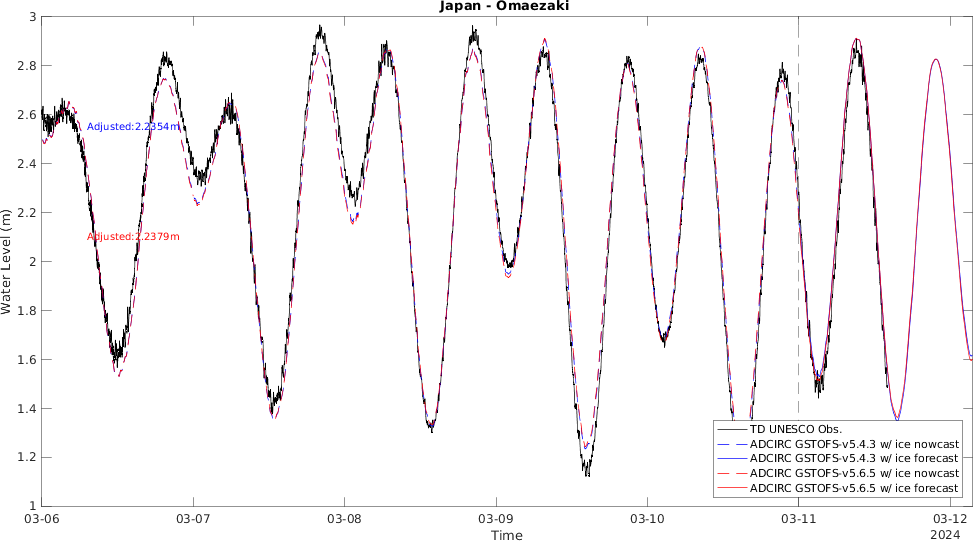 Japan - Omaezaki
3
2.8
2.6
2.4
2.2
2
1.8
1.6
1.4
1.2
1
Water Level (m)
Adjusted:2.2354m
Adjusted:2.2379m
TD UNESCO Obs.
ADCIRC GSTOFS-v5.4.3 w/ ice nowcast
ADCIRC GSTOFS-v5.4.3 w/ ice forecast
ADCIRC GSTOFS-v5.6.5 w/ ice nowcast
ADCIRC GSTOFS-v5.6.5 w/ ice forecast
03-06 03-07 03-08 03-09 03-10 03-11 03-12
Time 2024